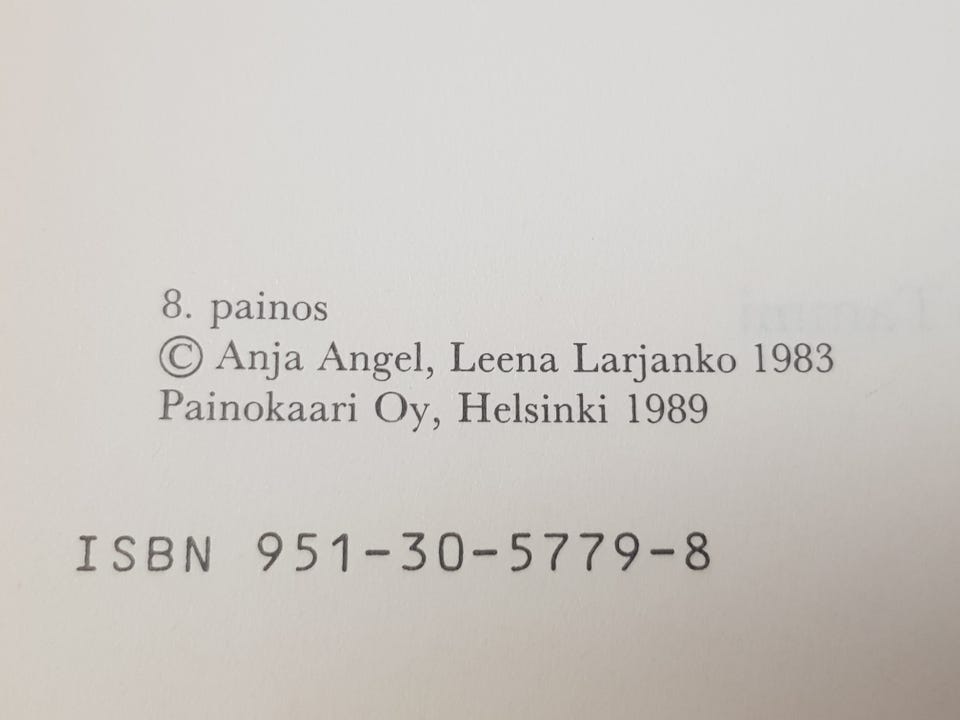 8. painos
© Anja Angel, Leena Larjanko 1983
Painokaari Oy, Helsinki 1989
ISBN 951-30-5779-8